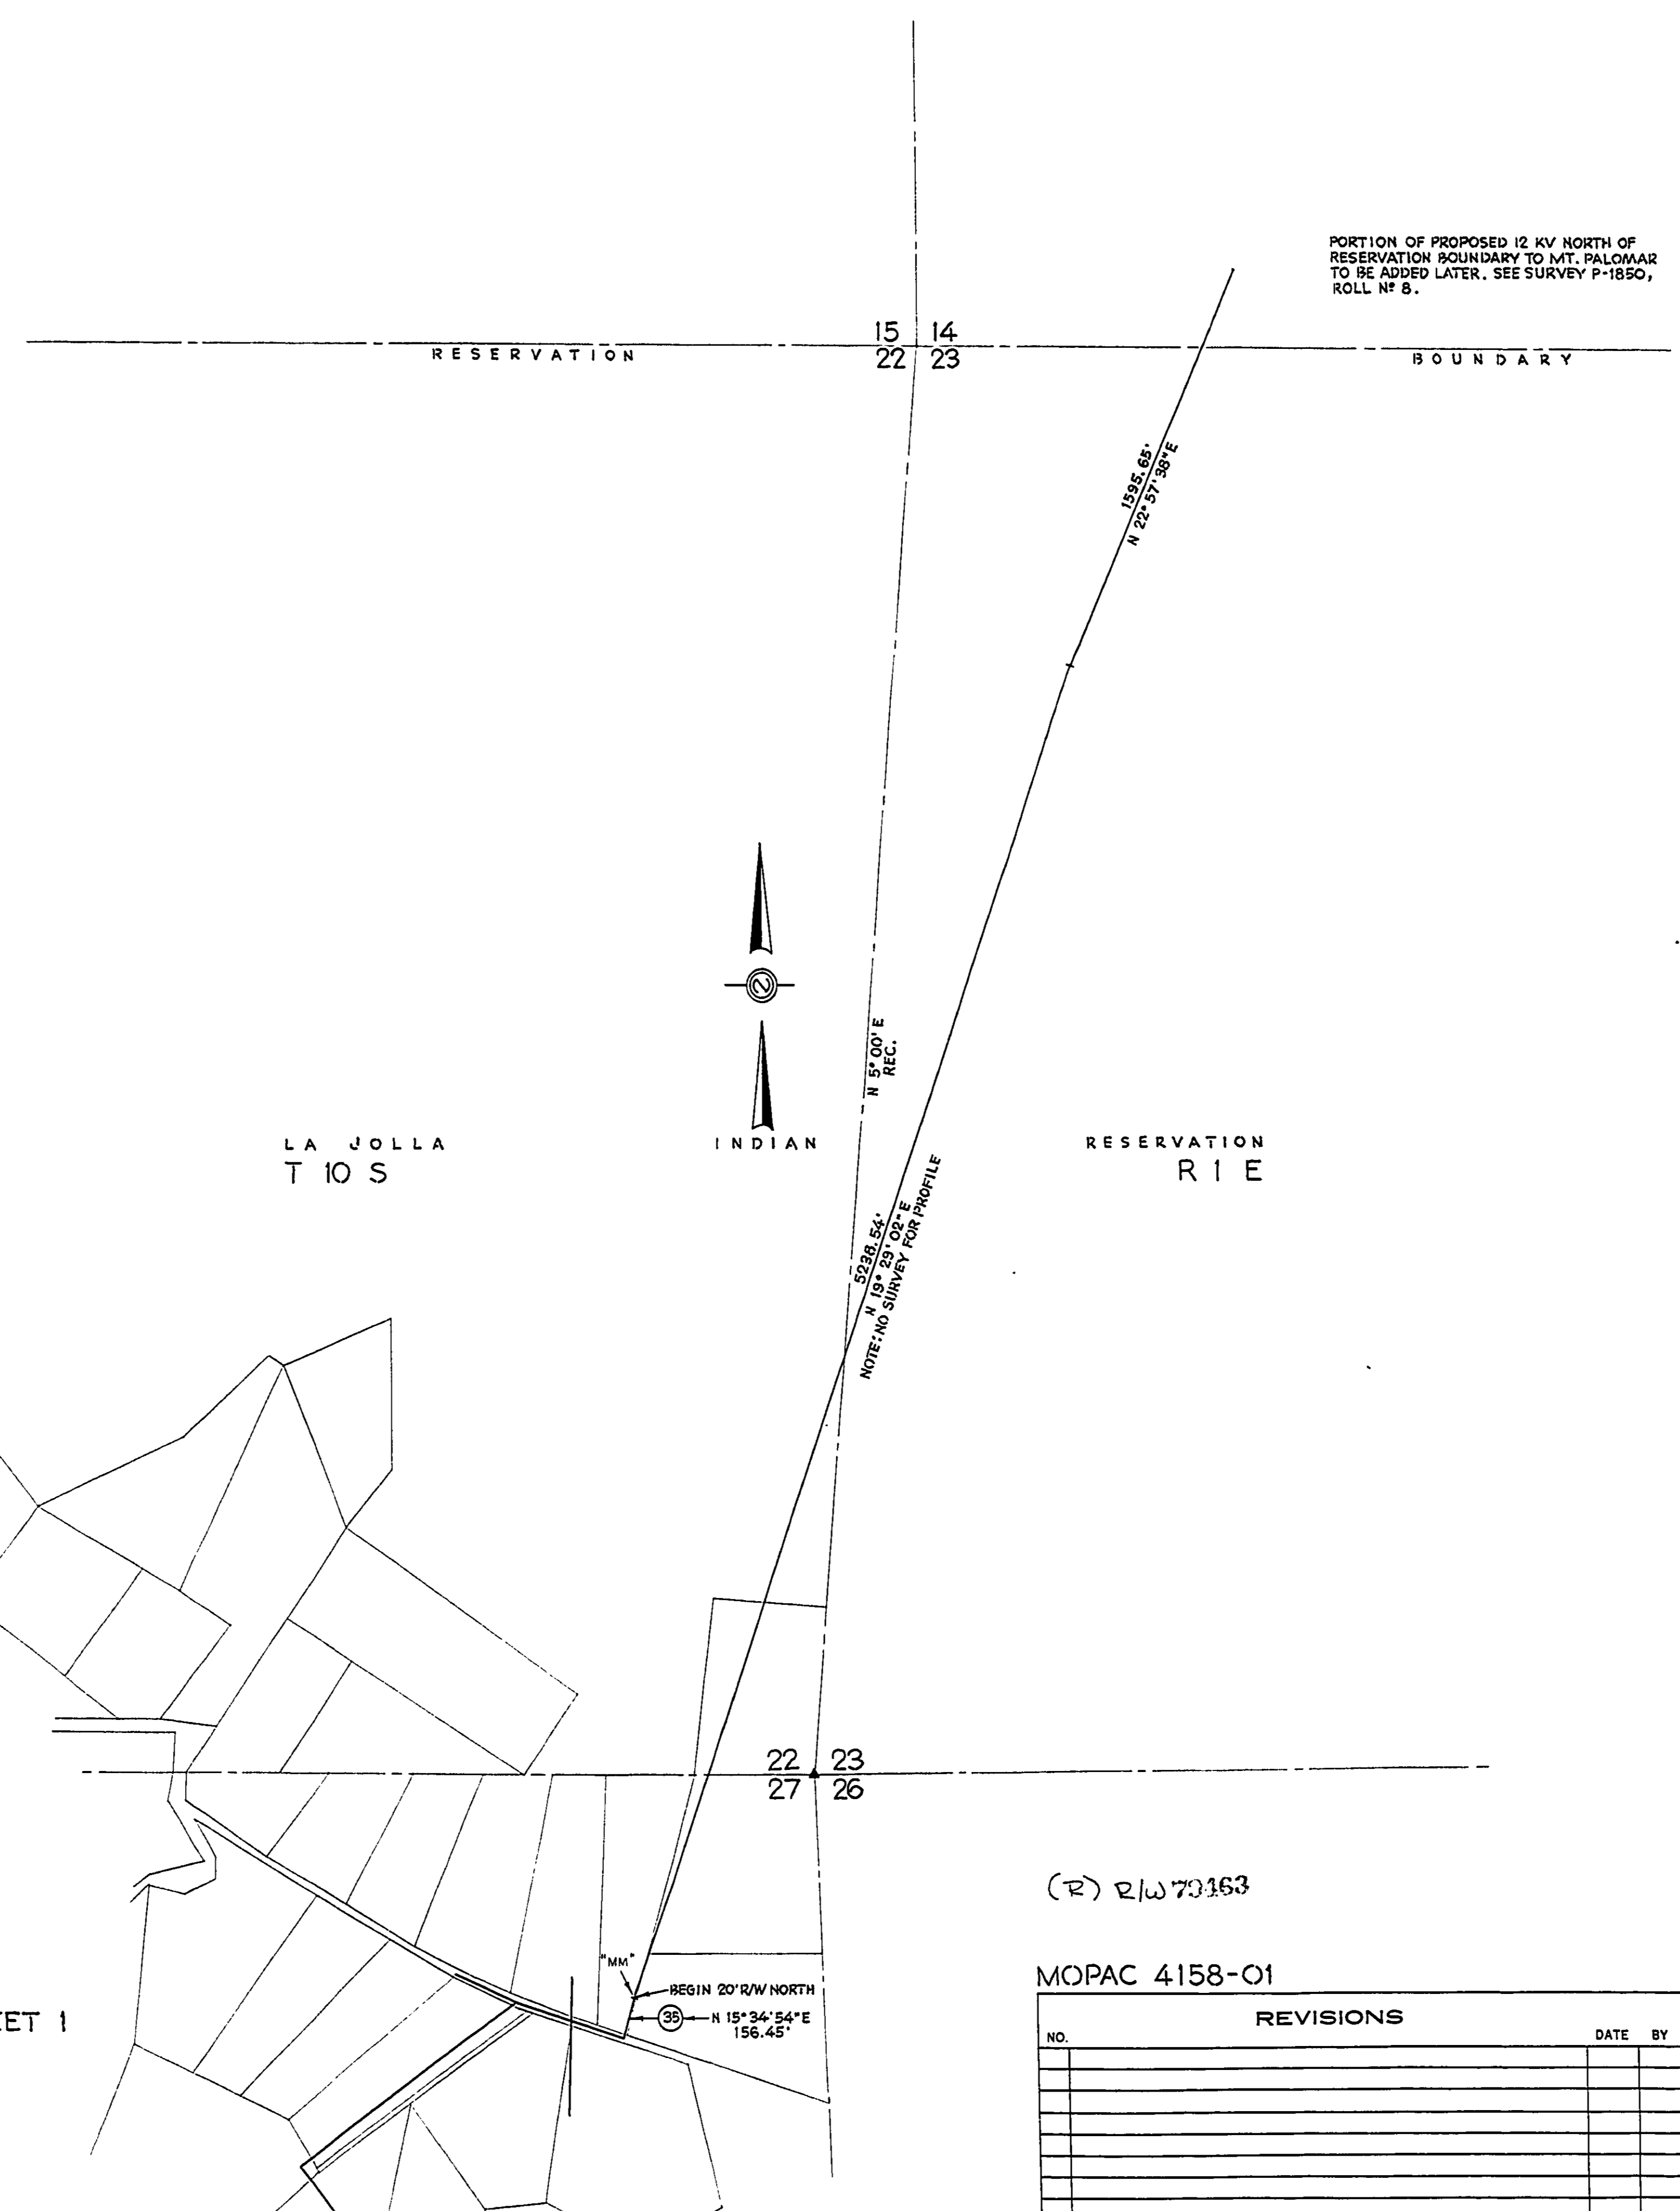 PORTION OF PROPOSED 12 KV NORTH OF
RESERVATION BOUNDARY TO MT. PALOMAR
TO BE ADDED LATER. SEE SURVEY P-1850,
ROLL Nº 8.
15 14
RESERVATION
22 23
BOUNDARY
1595.65'
N 22° 57' 38" E
N 5° 00' E
REC.
LA JOLLA
INDIAN
RESERVATION
T 10 S
R 1 E
5238.54'
N 19° 29' 02" E
NOTE: NO SURVEY FOR PROFILE
22 23
27 26
(R) R/W 70163
"MM"
BEGIN 20' R/W NORTH
35 N 15° 34' 54" E
156.45'
EET 1
MOPAC 4158-01
REVISIONS
NO. DATE BY